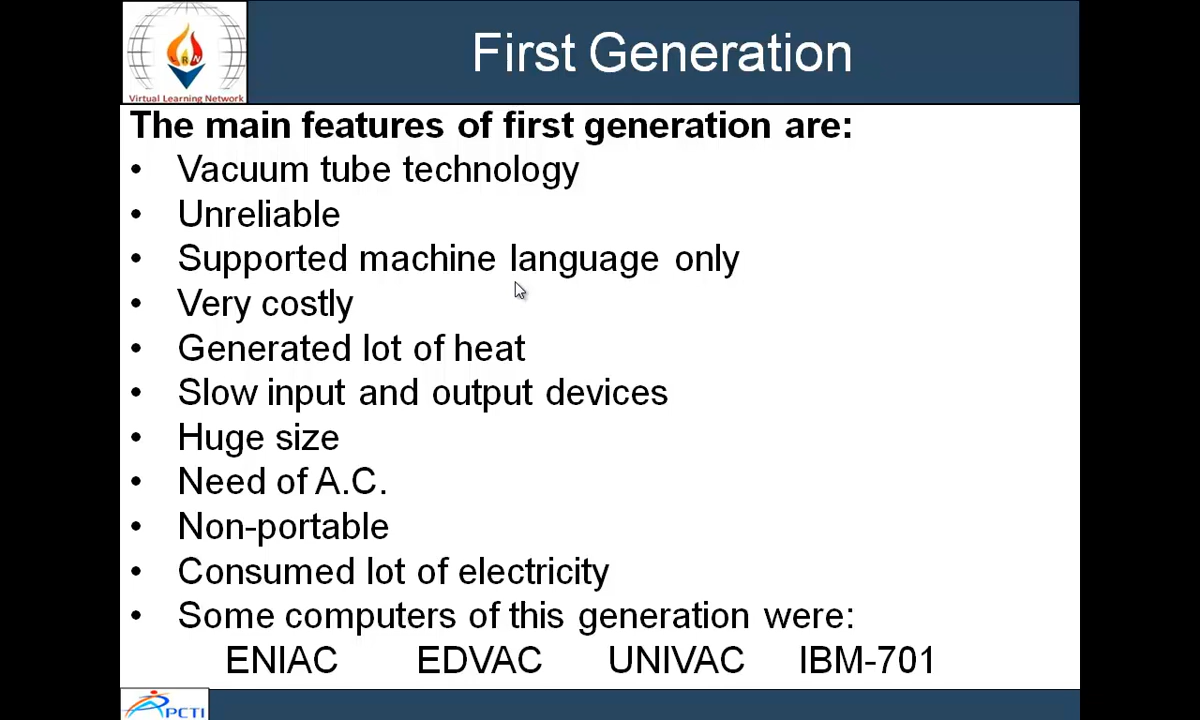 First Generation
Virtual Learning Network
The main features of first generation are:
• Vacuum tube technology
• Unreliable
• Supported machine language only
• Very costly
• Generated lot of heat
• Slow input and output devices
• Huge size
• Need of A.C.
• Non-portable
• Consumed lot of electricity
• Some computers of this generation were:
ENIAC EDVAC UNIVAC IBM-701
PCTI